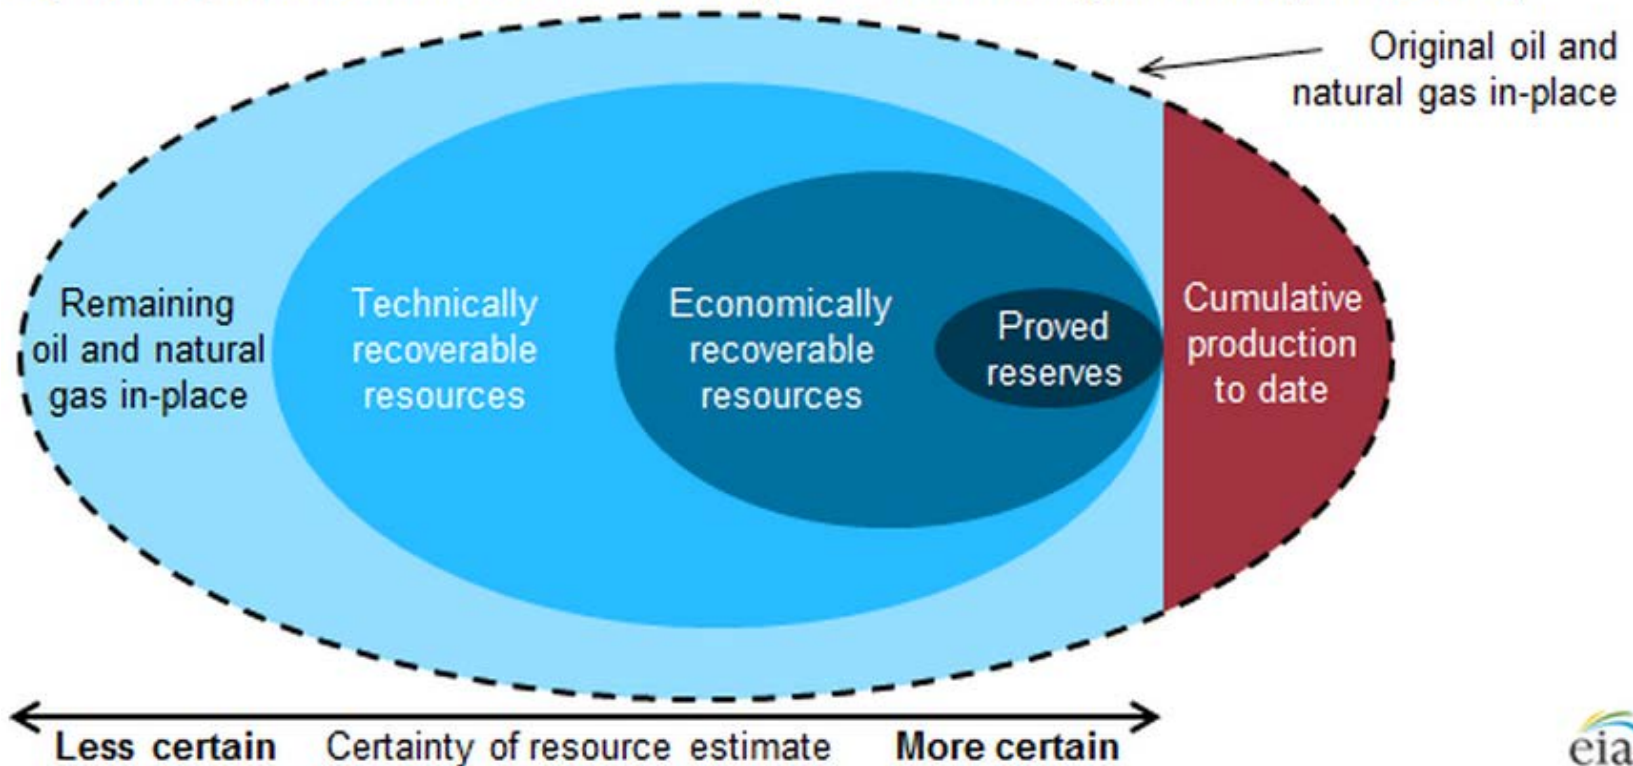 Original oil and
natural gas in-place
Remaining
oil and natural
gas in-place
Technically
recoverable
resources
Economically
recoverable
resources
Proved
reserves
Cumulative
production
to date
Less certain Certainty of resource estimate More certain
eia